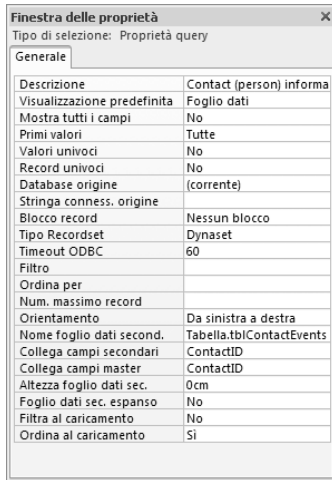 Finestra delle proprietà ×
Tipo di selezione: Proprietà query
Generale
Descrizione Contact (person) informa
Visualizzazione predefinita Foglio dati
Mostra tutti i campi No
Primi valori Tutte
Valori univoci No
Record univoci No
Database origine (corrente)
Stringa conness. origine
Blocco record Nessun blocco
Tipo Recordset Dynaset
Timeout ODBC 60
Filtro
Ordina per
Num. massimo record
Orientamento Da sinistra a destra
Nome foglio dati second. Tabella.tblContactEvents
Collega campi secondari ContactID
Collega campi master ContactID
Altezza foglio dati sec. 0cm
Foglio dati sec. espanso No
Filtra al caricamento No
Ordina al caricamento Sì